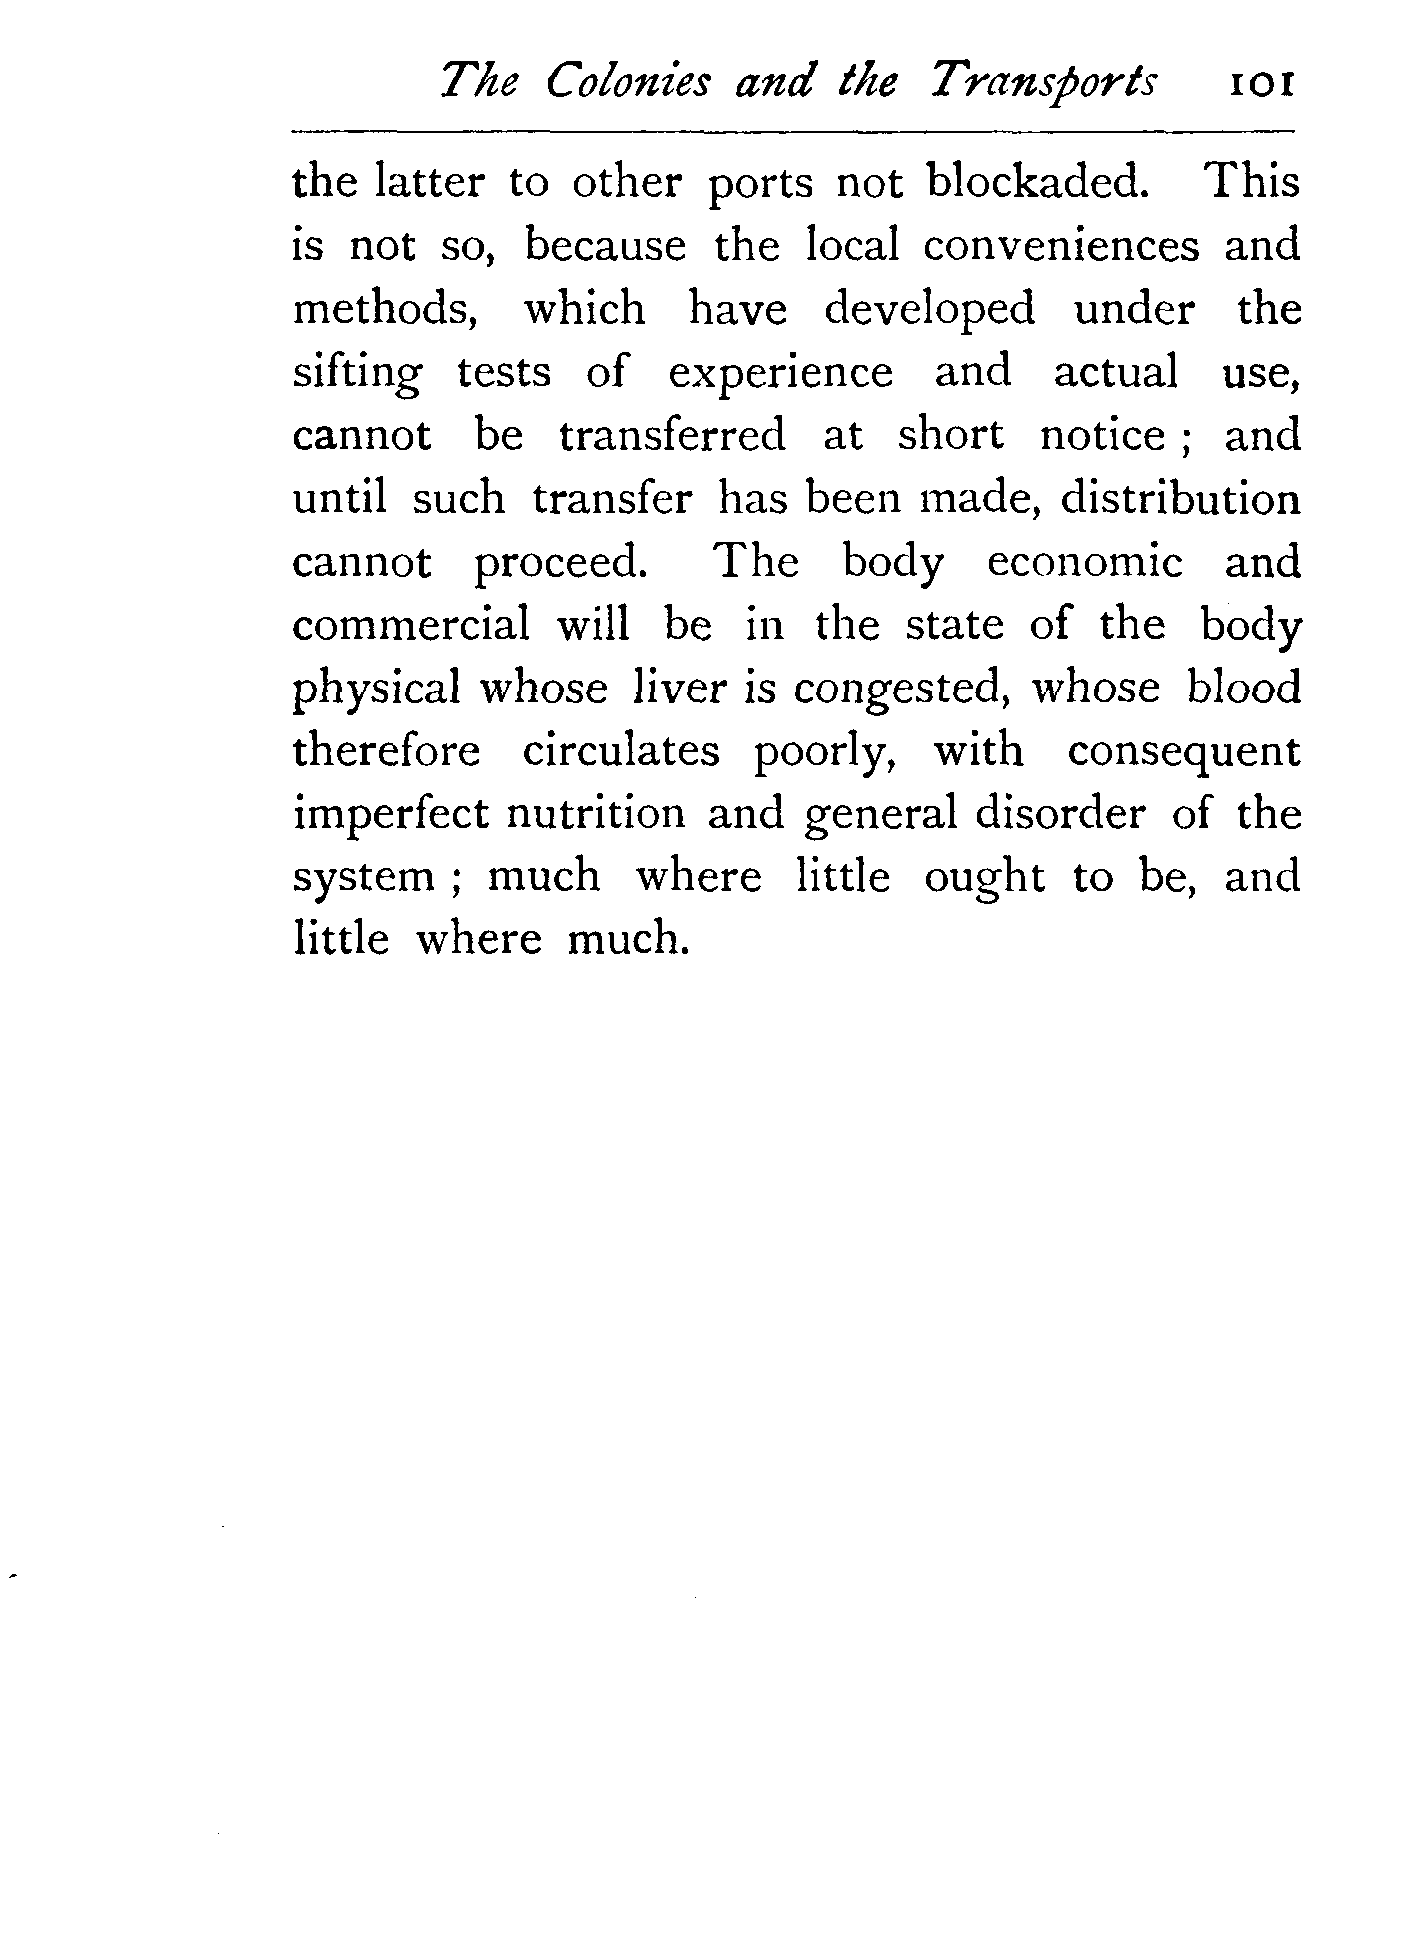 The Colonies and the Transports 101
the latter to other ports not blockaded. This
is not so, because the local conveniences and
methods, which have developed under the
sifting tests of experience and actual use,
cannot be transferred at short notice ; and
until such transfer has been made, distribution
cannot proceed. The body economic and
commercial will be in the state of the body
physical whose liver is congested, whose blood
therefore circulates poorly, with consequent
imperfect nutrition and general disorder of the
system ; much where little ought to be, and
little where much.